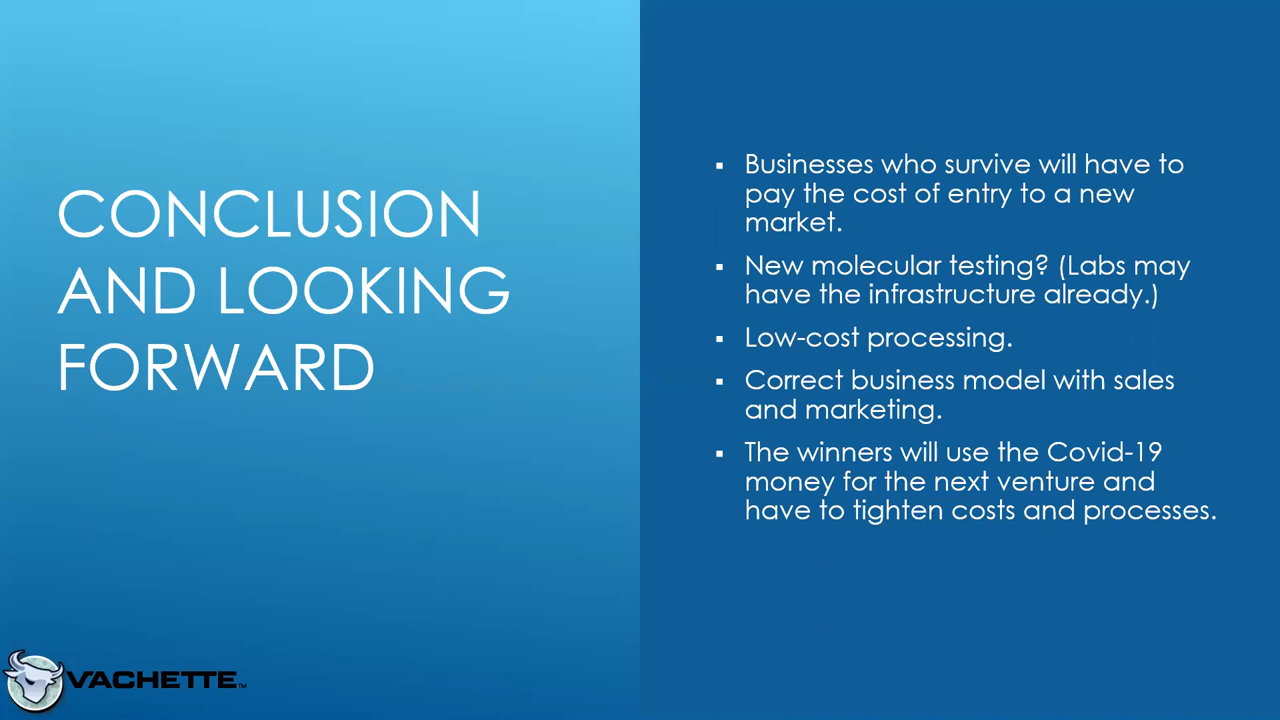 CONCLUSION
AND LOOKING
FORWARD
▪ Businesses who survive will have to
pay the cost of entry to a new
market.
▪ New molecular testing? (Labs may
have the infrastructure already.)
▪ Low-cost processing.
▪ Correct business model with sales
and marketing.
▪ The winners will use the Covid-19
money for the next venture and
have to tighten costs and processes.
VACHETTE™